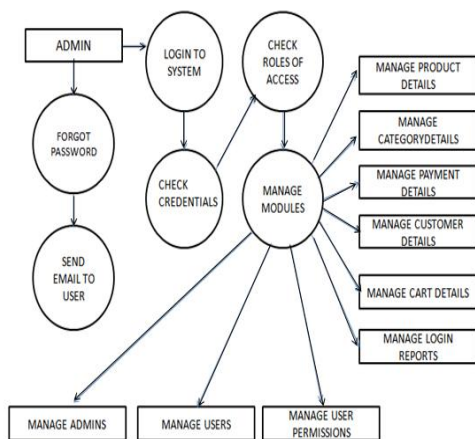 ADMIN
LOGIN TO
SYSTEM
CHECK
ROLES OF
ACCESS
FORGOT
PASSWORD
CHECK
CREDENTIALS
MANAGE
MODULES
SEND
EMAIL TO
USER
MANAGE PRODUCT
DETAILS
MANAGE
CATEGORYDETAILS
MANAGE PAYMENT
DETAILS
MANAGE CUSTOMER
DETAILS
MANAGE CART DETAILS
MANAGE LOGIN
REPORTS
MANAGE ADMINS
MANAGE USERS
MANAGE USER
PERMISSIONS